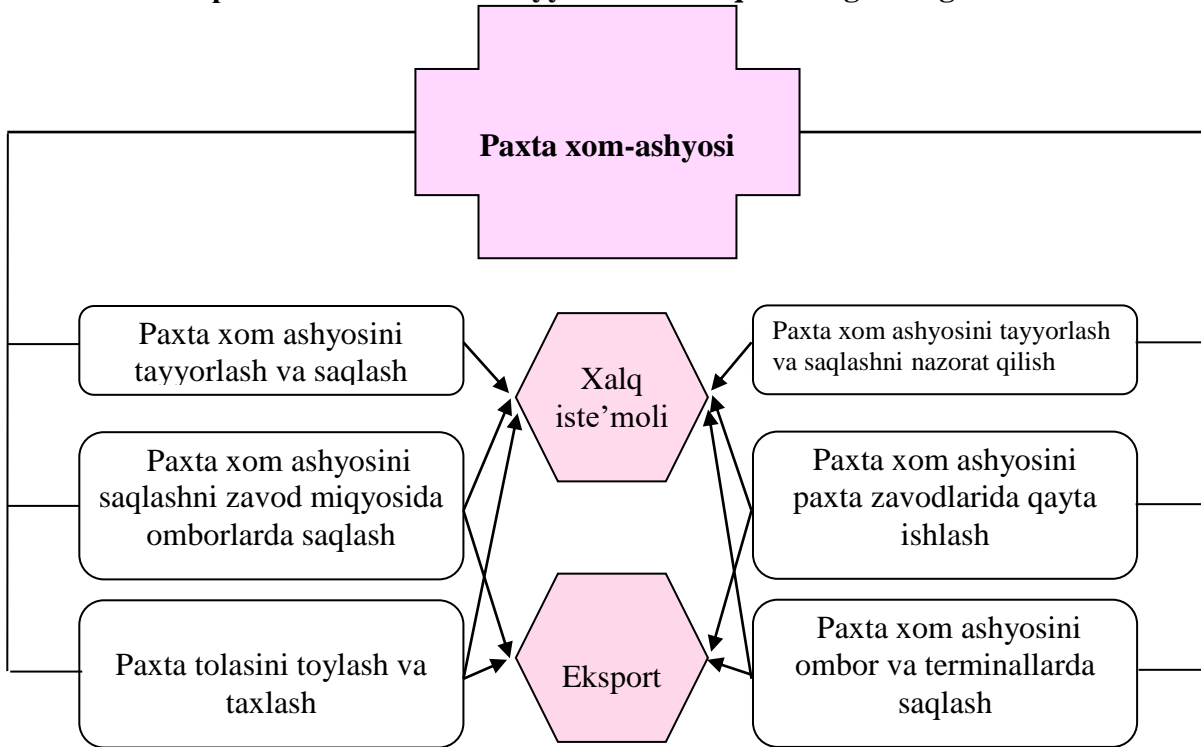 Paxta xom-ashyosi
Paxta xom ashyosini
tayyorlash va saqlash
Xalq
iste’moli
Paxta xom ashyosini tayyorlash
va saqlashni nazorat qilish
Paxta xom ashyosini
saqlashni zavod miqyosida
omborlarda saqlash
Paxta xom ashyosini
paxta zavodlarida qayta
ishlash
Paxta tolasini toylash va
taxlash
Eksport
Paxta xom ashyosini
ombor va terminallarda
saqlash